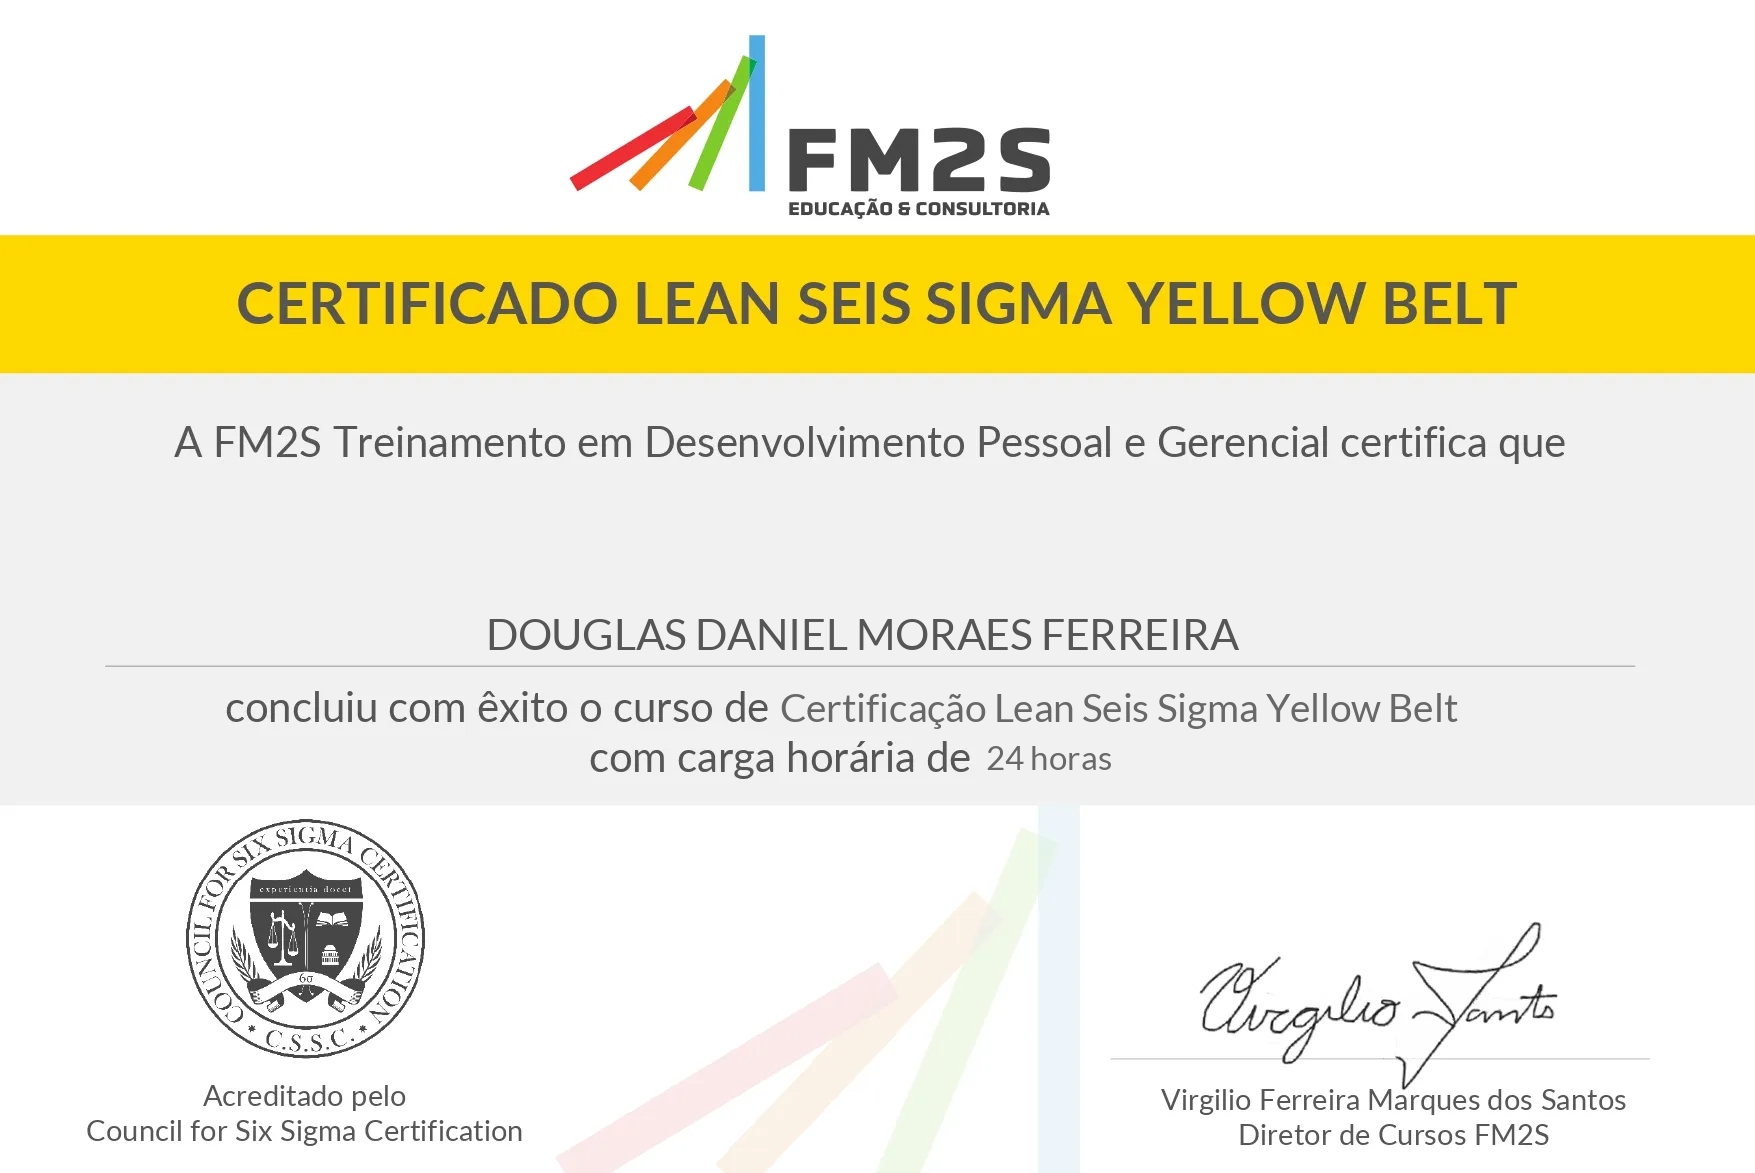 FM2S
EDUCAÇÃO & CONSULTORIA
CERTIFICADO LEAN SEIS SIGMA YELLOW BELT
A FM2S Treinamento em Desenvolvimento Pessoal e Gerencial certifica que
DOUGLAS DANIEL MORAES FERREIRA
concluiu com êxito o curso de Certificação Lean Seis Sigma Yellow Belt
com carga horária de 24 horas
COUNCIL FOR SIX SIGMA CERTIFICATION
experientia docet
6σ
* C.S.S.C. *
Acreditado pelo
Council for Six Sigma Certification
Virgilio Santos
Virgilio Ferreira Marques dos Santos
Diretor de Cursos FM2S